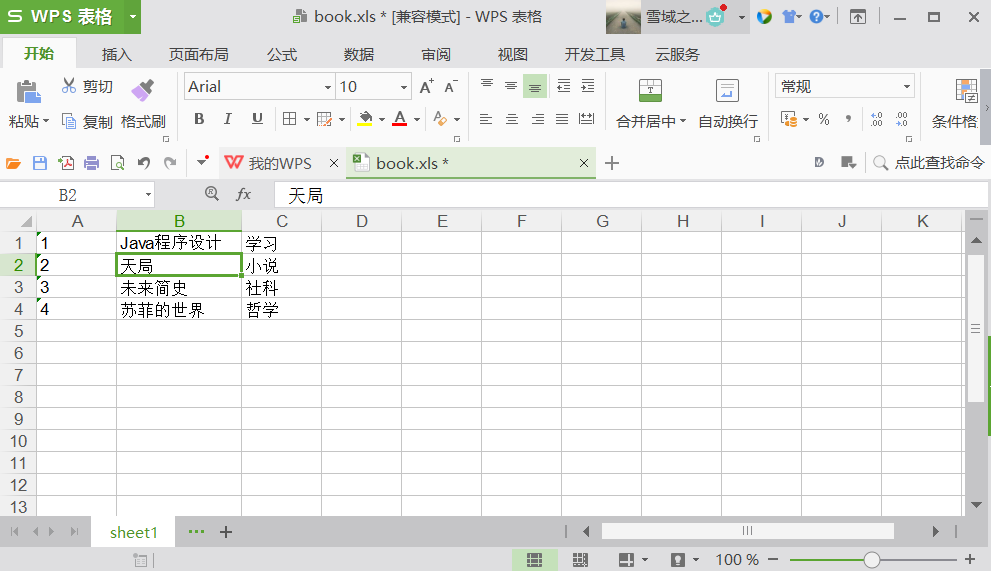 S WPS 表格 book.xls * [兼容模式] - WPS 表格 雪域之...
开始 插入 页面布局 公式 数据 审阅 视图 开发工具 云服务
剪切 Arial 10 A+ A- 常规
粘贴 复制 格式刷 B I U A 合并居中 自动换行 % 条件格
我的WPS book.xls * 点此查找命令
B2 fx 天局
A B C D E F G H I J K
1 1 Java程序设计 学习
2 2 天局 小说
3 3 未来简史 社科
4 4 苏菲的世界 哲学
5
6
7
8
9
10
11
12
13
sheet1 ··· +
100 % − +